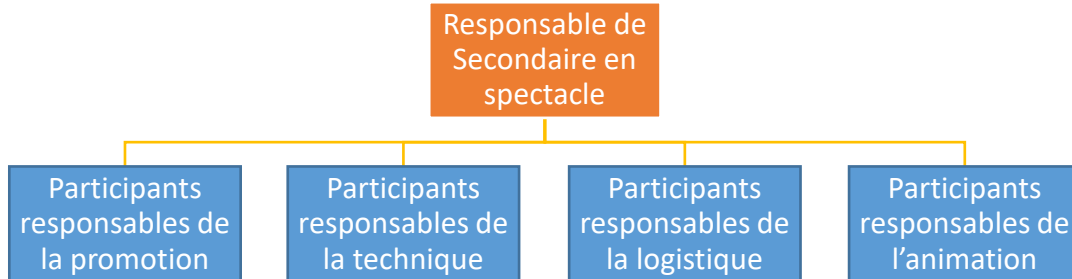 Responsable de
Secondaire en
spectacle
Participants
responsables de
la promotion
Participants
responsables de
la technique
Participants
responsables de
la logistique
Participants
responsables de
l’animation